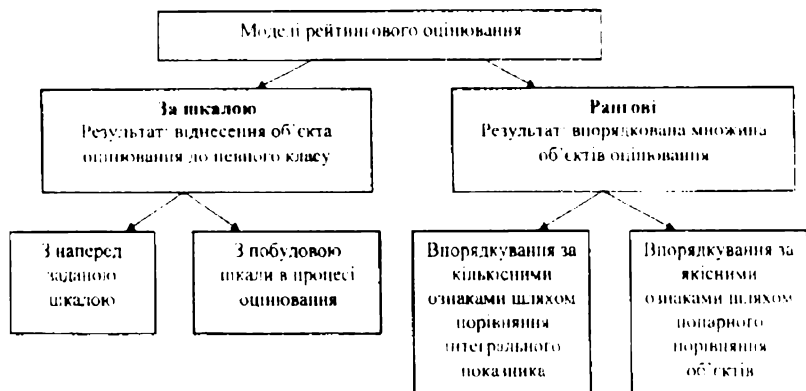 Моделі рейтингового оцінювання
За шкалою
Результат: віднесення об'єкта
оцінювання до певного класу
Рангові
Результат: впорядкована множина
об'єктів оцінювання
З наперед
заданою
шкалою
З побудовою
шкали в процесі
оцінювання
Впорядкування за
кількісними
ознаками шляхом
порівняння
інтегрального
показника
Впорядкування за
якісними
ознаками шляхом
попарного
порівняння
об'єктів